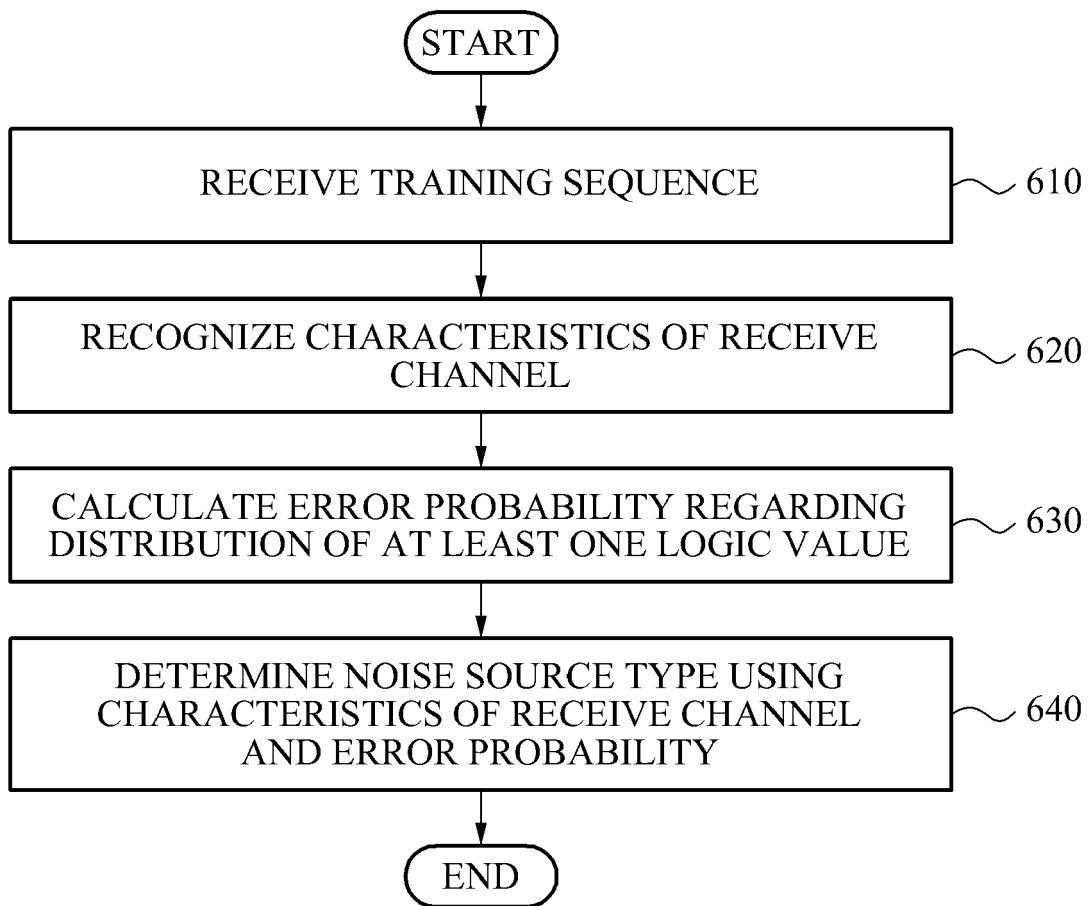 START
RECEIVE TRAINING SEQUENCE
610
RECOGNIZE CHARACTERISTICS OF RECEIVE
CHANNEL
620
CALCULATE ERROR PROBABILITY REGARDING
DISTRIBUTION OF AT LEAST ONE LOGIC VALUE
630
DETERMINE NOISE SOURCE TYPE USING
CHARACTERISTICS OF RECEIVE CHANNEL
AND ERROR PROBABILITY
640
END